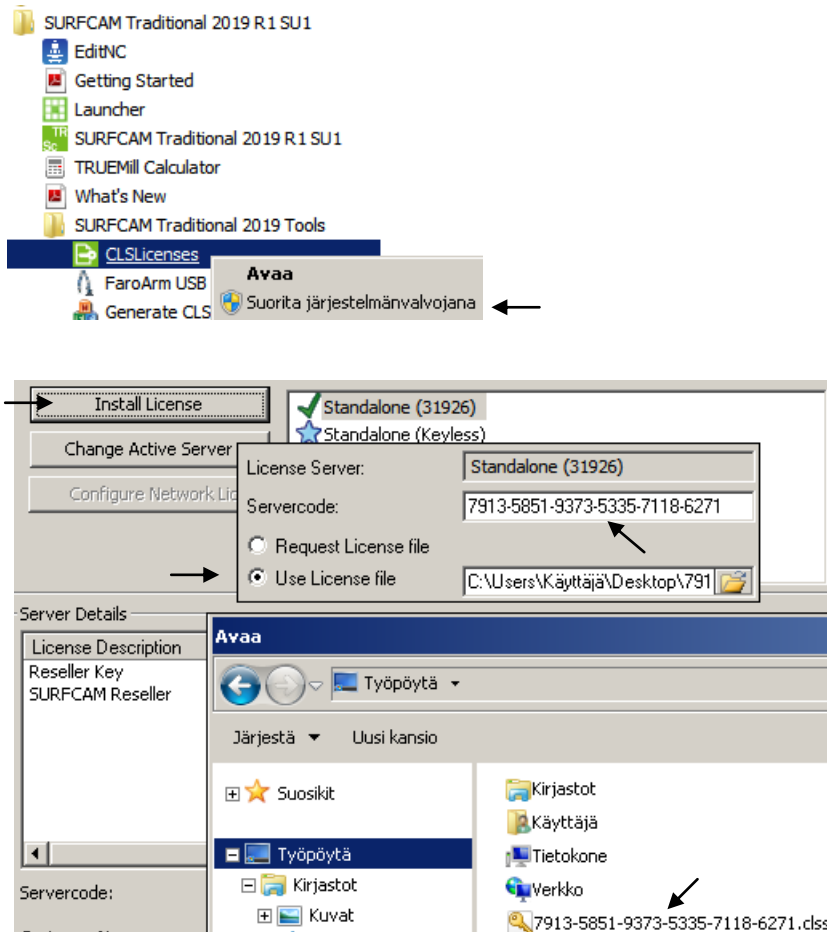 SURFCAM Traditional 2019 R1 SU1
EditNC
Getting Started
Launcher
SURFCAM Traditional 2019 R1 SU1
TRUEMill Calculator
What's New
SURFCAM Traditional 2019 Tools
CLSLicenses
Avaa
FaroArm USB
Suorita järjestelmänvalvojana
Generate CLS
Install License
Standalone (31926)
Standalone (Keyless)
Change Active Server
License Server:
Standalone (31926)
Configure Network Lic
Servercode:
7913-5851-9373-5335-7118-6271
Request License file
Use License file
C:\Users\Käyttäjä\Desktop\791
Server Details
License Description
Reseller Key
SURFCAM Reseller
Avaa
Työpöytä
Järjestä
Uusi kansio
Suosikit
Kirjastot
Käyttäjä
Työpöytä
Tietokone
Kirjastot
Verkko
Servercode:
Kuvat
7913-5851-9373-5335-7118-6271.clss